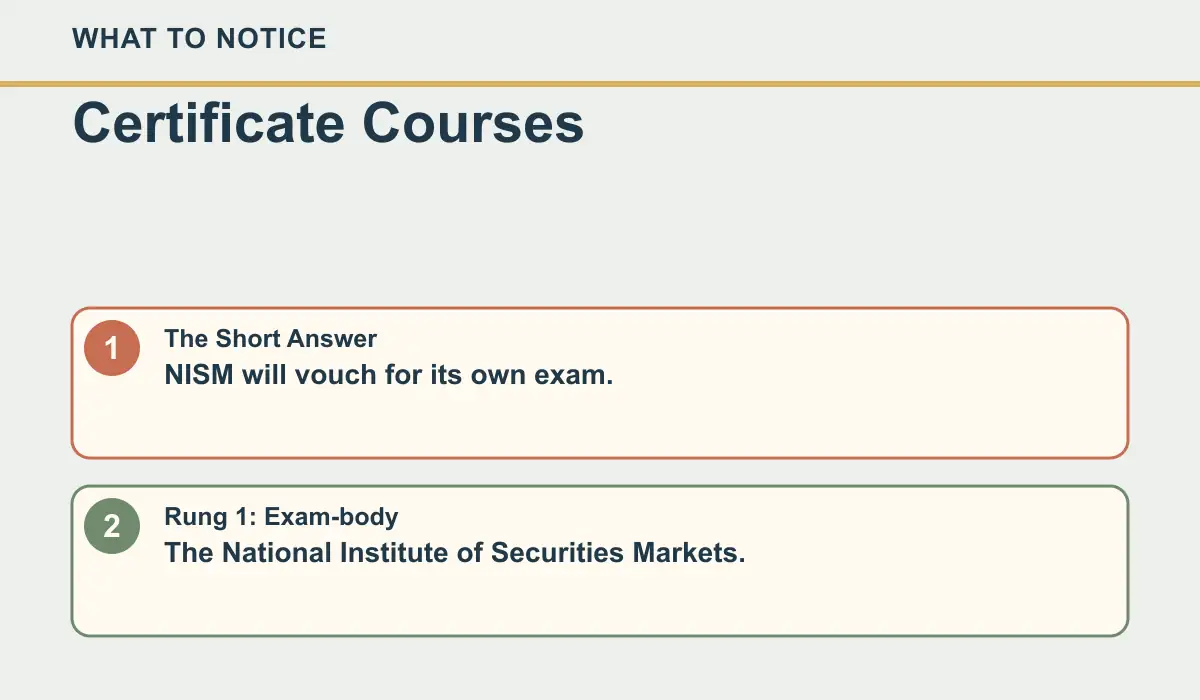 WHAT TO NOTICE
Certificate Courses
1
The Short Answer
NISM will vouch for its own exam.
2
Rung 1: Exam-body
The National Institute of Securities Markets.